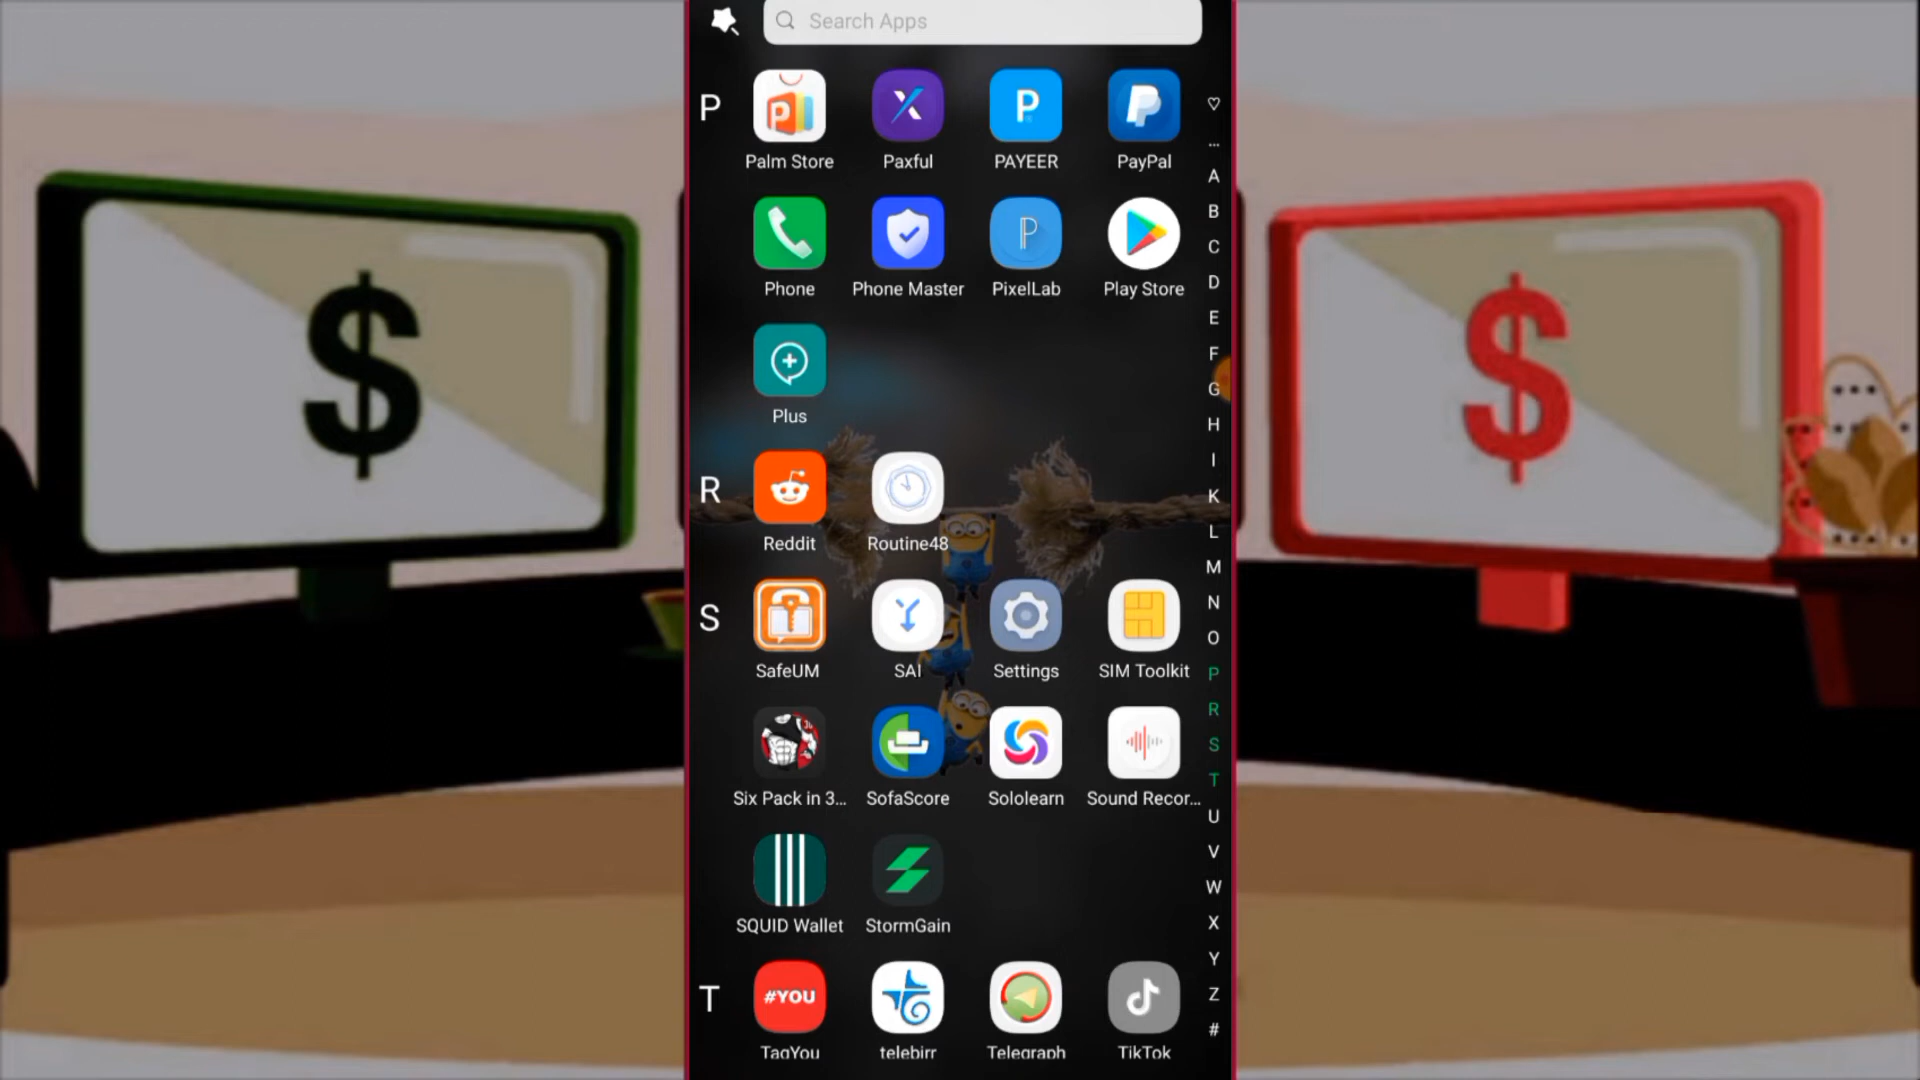 Search Apps
P
Palm Store Paxful PAYEER PayPal
Phone Phone Master PixelLab Play Store
Plus
R
Reddit Routine48
S
SafeUM SAI Settings SIM Toolkit
Six Pack in 3... SofaScore Sololearn Sound Recor...
SQUID Wallet StormGain
T
#YOU
TagYou telebirr Telegraph TikTok
...
A
B
C
D
E
F
G
H
I
K
L
M
N
O
P
R
S
T
U
V
W
X
Y
Z
#
$
$